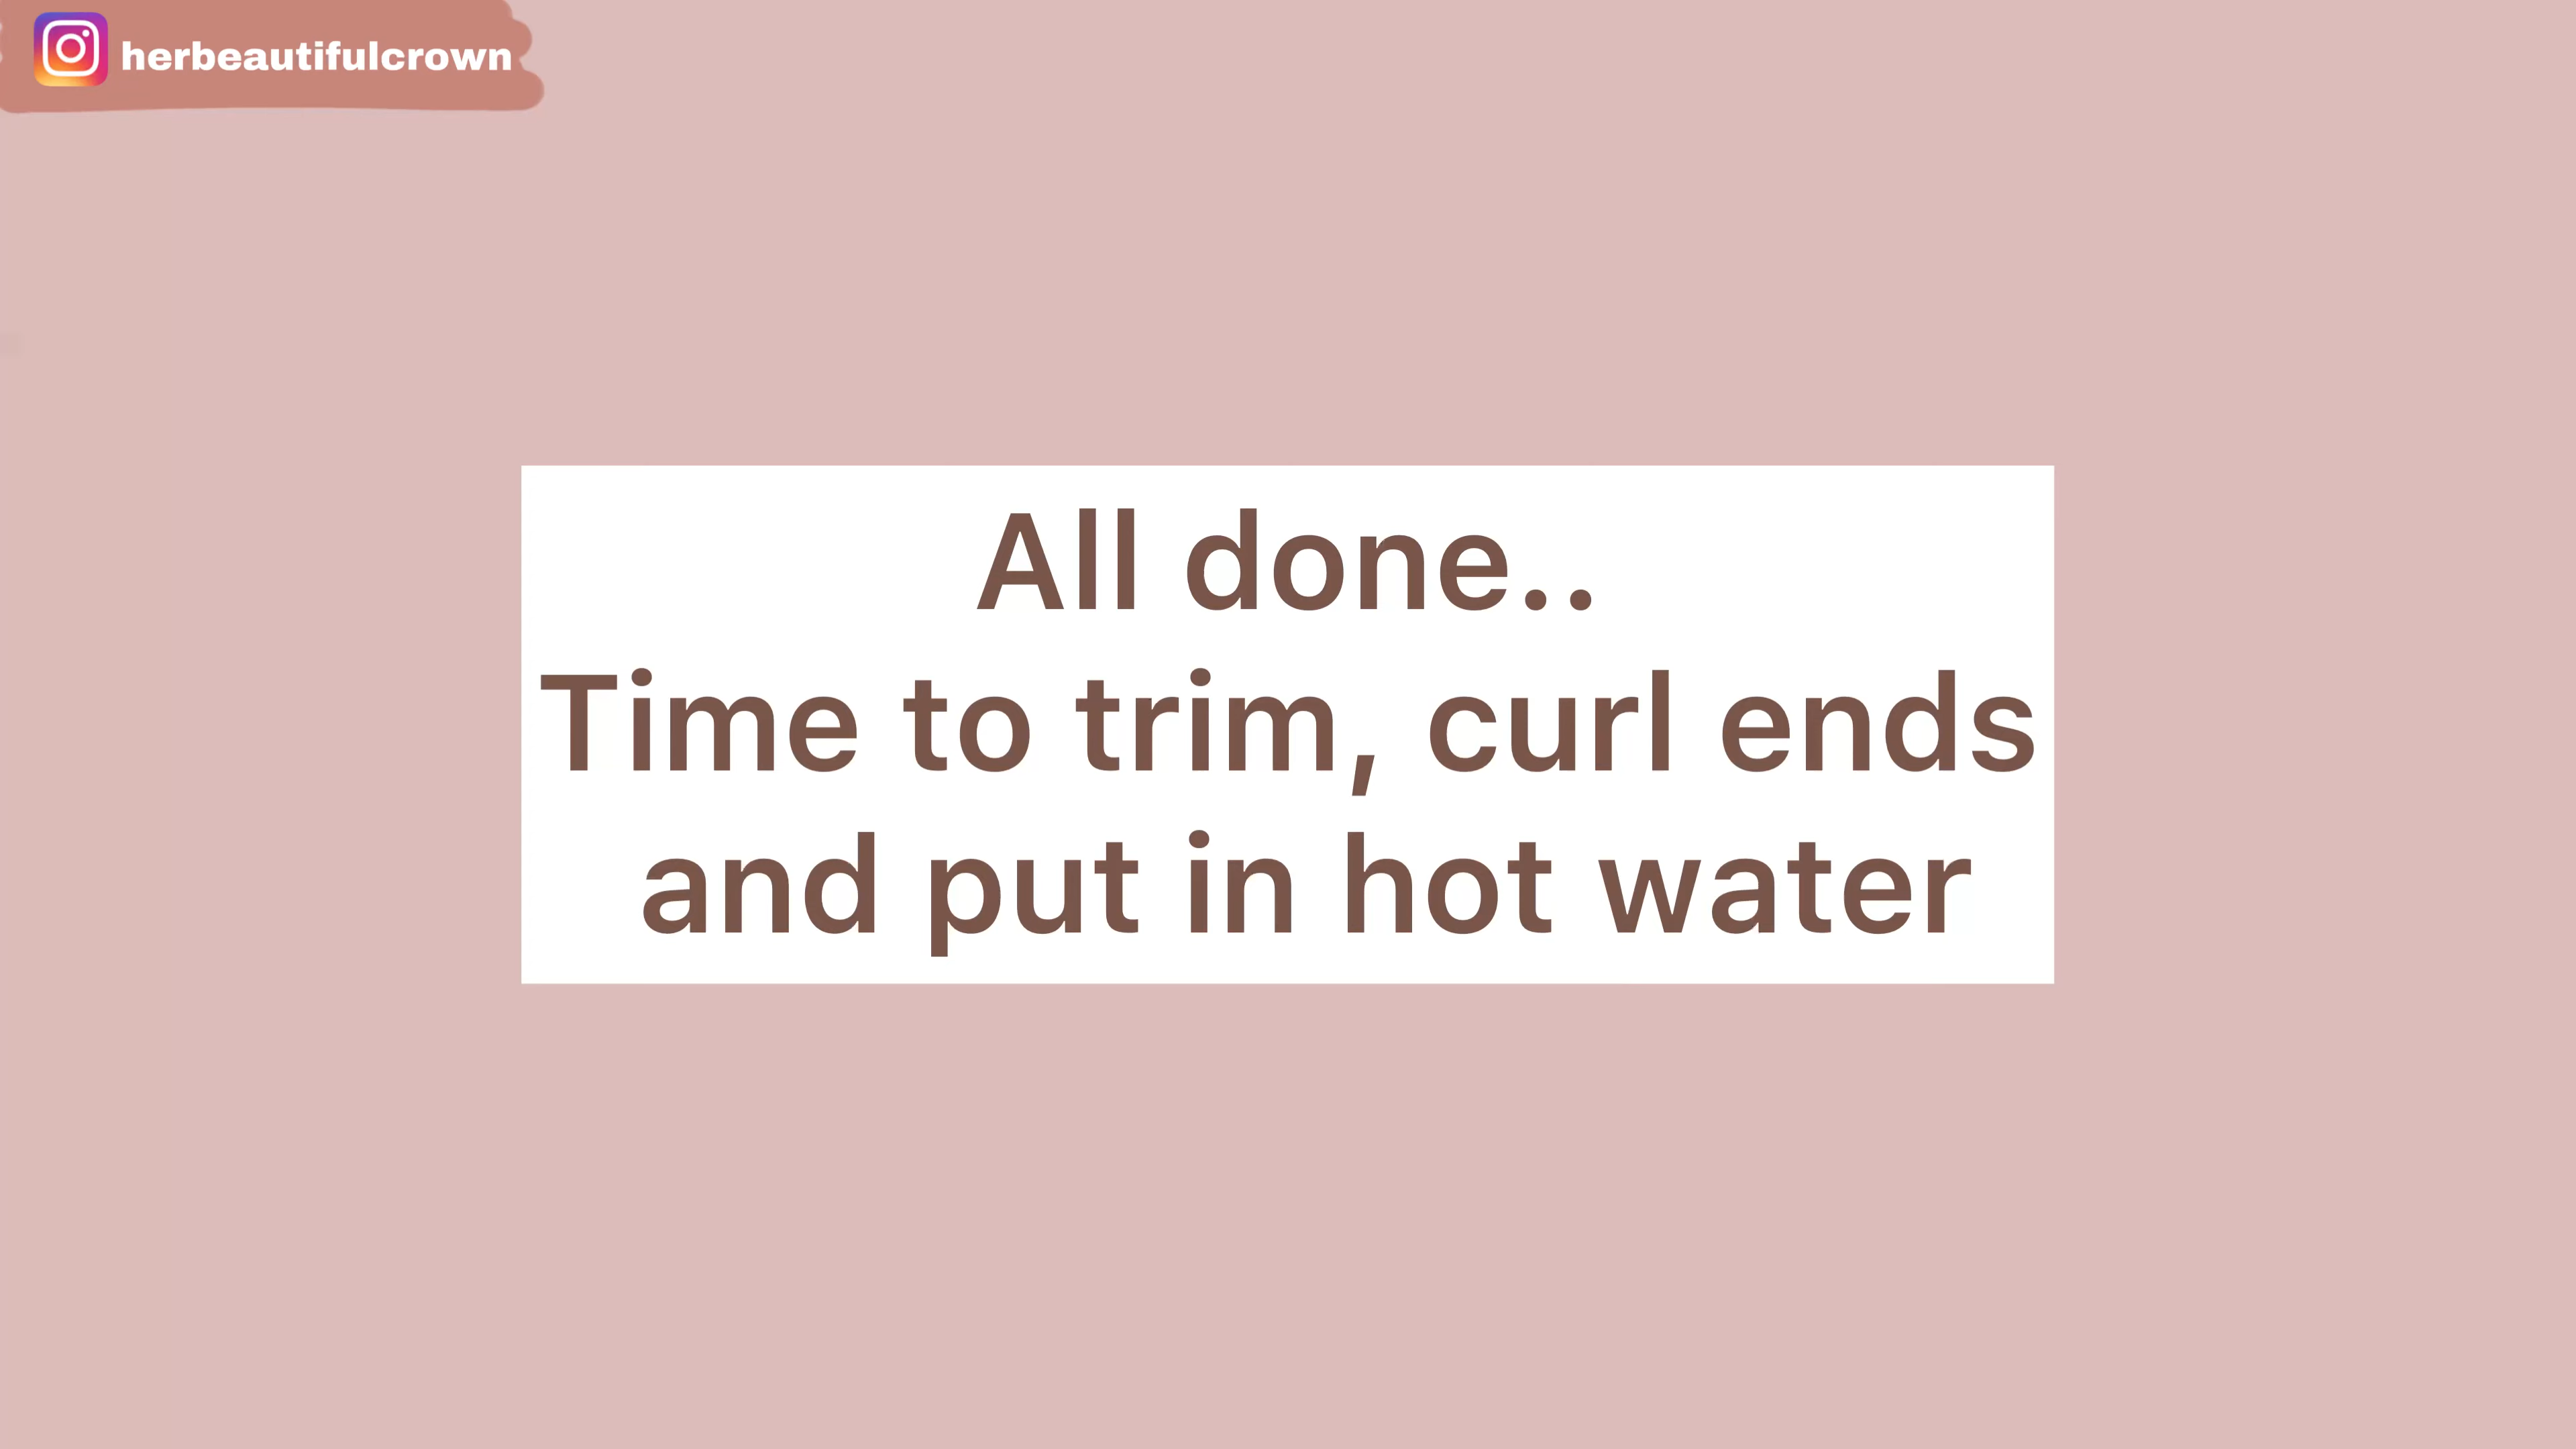 herbeautifulcrown
All done..
Time to trim, curl ends
and put in hot water